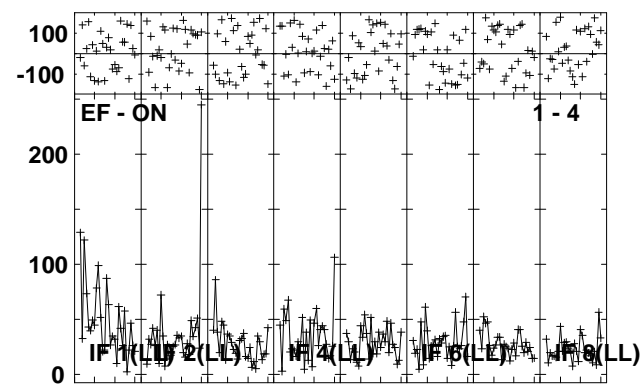 100
-100
EF - ON 1 - 4
200
100
IF 1(LL) IF 2(LL) IF 4(LL) IF 6(LL) IF 8(LL)
0